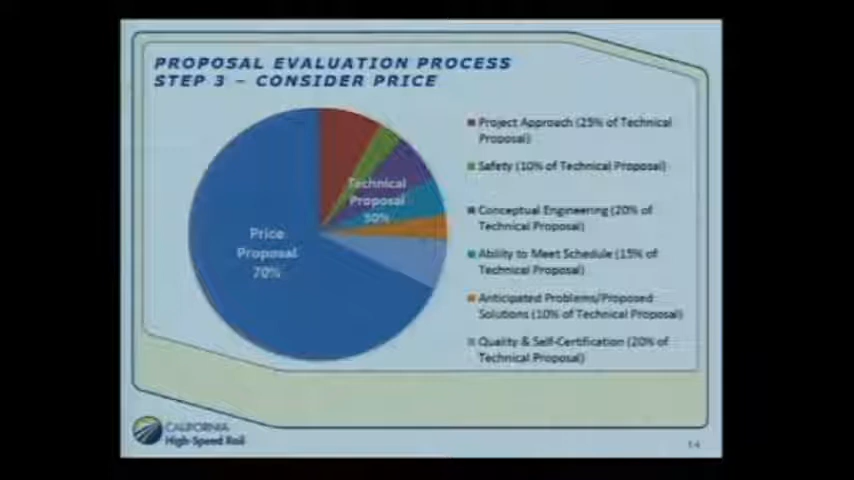 PROPOSAL EVALUATION PROCESS
STEP 3 – CONSIDER PRICE
Technical
Proposal
30%
Price
Proposal
70%
Project Approach (25% of Technical
Proposal)
Safety (10% of Technical Proposal)
Conceptual Engineering (20% of
Technical Proposal)
Ability to Meet Schedule (15% of
Technical Proposal)
Anticipated Problems/Proposed
Solutions (10% of Technical Proposal)
Quality & Self-Certification (20% of
Technical Proposal)
CALIFORNIA
High-Speed Rail
14